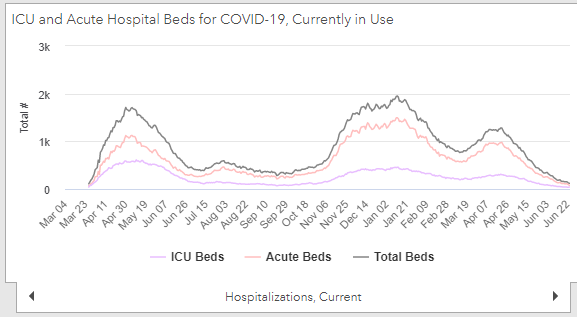 ICU and Acute Hospital Beds for COVID-19, Currently in Use
3k
2k
1k
0
Total #
Mar 04
Mar 23
Apr 11
Apr 30
May 19
Jun 07
Jun 26
Jul 15
Aug 03
Aug 22
Sep 10
Sep 29
Oct 18
Nov 06
Nov 25
Dec 14
Jan 02
Jan 21
Feb 09
Feb 28
Mar 19
Apr 07
Apr 26
May 15
Jun 03
Jun 22
ICU Beds
Acute Beds
Total Beds
Hospitalizations, Current